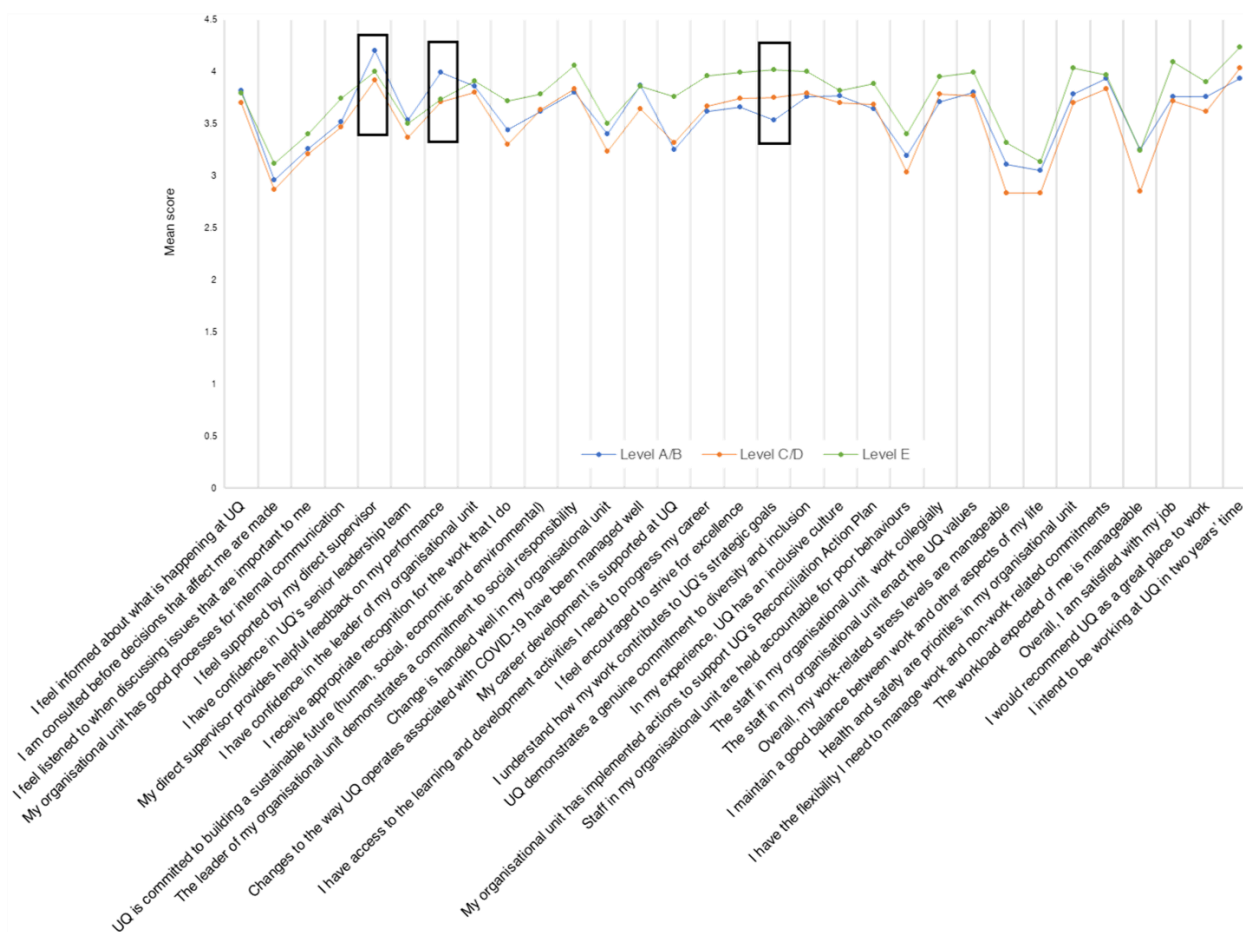 4.5
4
3.5
3
2.5
2
1.5
1
0.5
0
Mean score
Level A/B
Level C/D
Level E
I feel informed about what is happening at UQ
I am consulted before decisions that affect me are made
I feel listened to when discussing issues that are important to me
My organisational unit has good processes for internal communication
I feel supported by my direct supervisor
I have confidence in UQ's senior leadership team
My direct supervisor provides helpful feedback on my performance
I have confidence in the leader of my organisational unit
I receive appropriate recognition for the work that I do
UQ is committed to building a sustainable future (human, social, economic and environmental)
The leader of my organisational unit demonstrates a commitment to social responsibility
Change is handled well in my organisational unit
Changes to the way UQ operates associated with COVID-19 have been managed well
My career development is supported at UQ
I have access to the learning and development activities I need to progress my career
I feel encouraged to strive for excellence
I understand how my work contributes to UQ's strategic goals
UQ demonstrates a genuine commitment to diversity and inclusion
In my experience, UQ has an inclusive culture
My organisational unit has implemented actions to support UQ's Reconciliation Action Plan
Staff in my organisational unit are held accountable for poor behaviours
The staff in my organisational unit work collegially
The staff in my organisational unit enact the UQ values
Overall, my work-related stress levels are manageable
I maintain a good balance between work and other aspects of my life
Health and safety are priorities in my organisational unit
I have the flexibility I need to manage work and non-work related commitments
The workload expected of me is manageable
Overall, I am satisfied with my job
I would recommend UQ as a great place to work
I intend to be working at UQ in two years' time